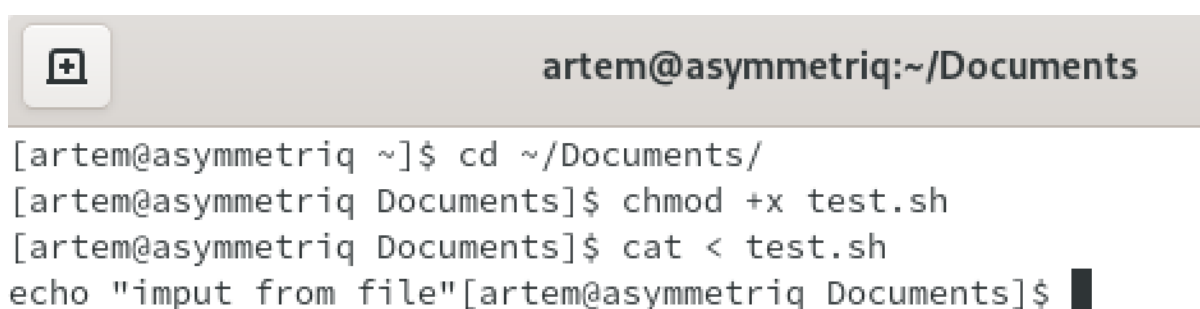 artem@asymmetriq:~/Documents
[artem@asymmetriq ~]$ cd ~/Documents/
[artem@asymmetriq Documents]$ chmod +x test.sh
[artem@asymmetriq Documents]$ cat < test.sh
echo "imput from file"[artem@asymmetriq Documents]$